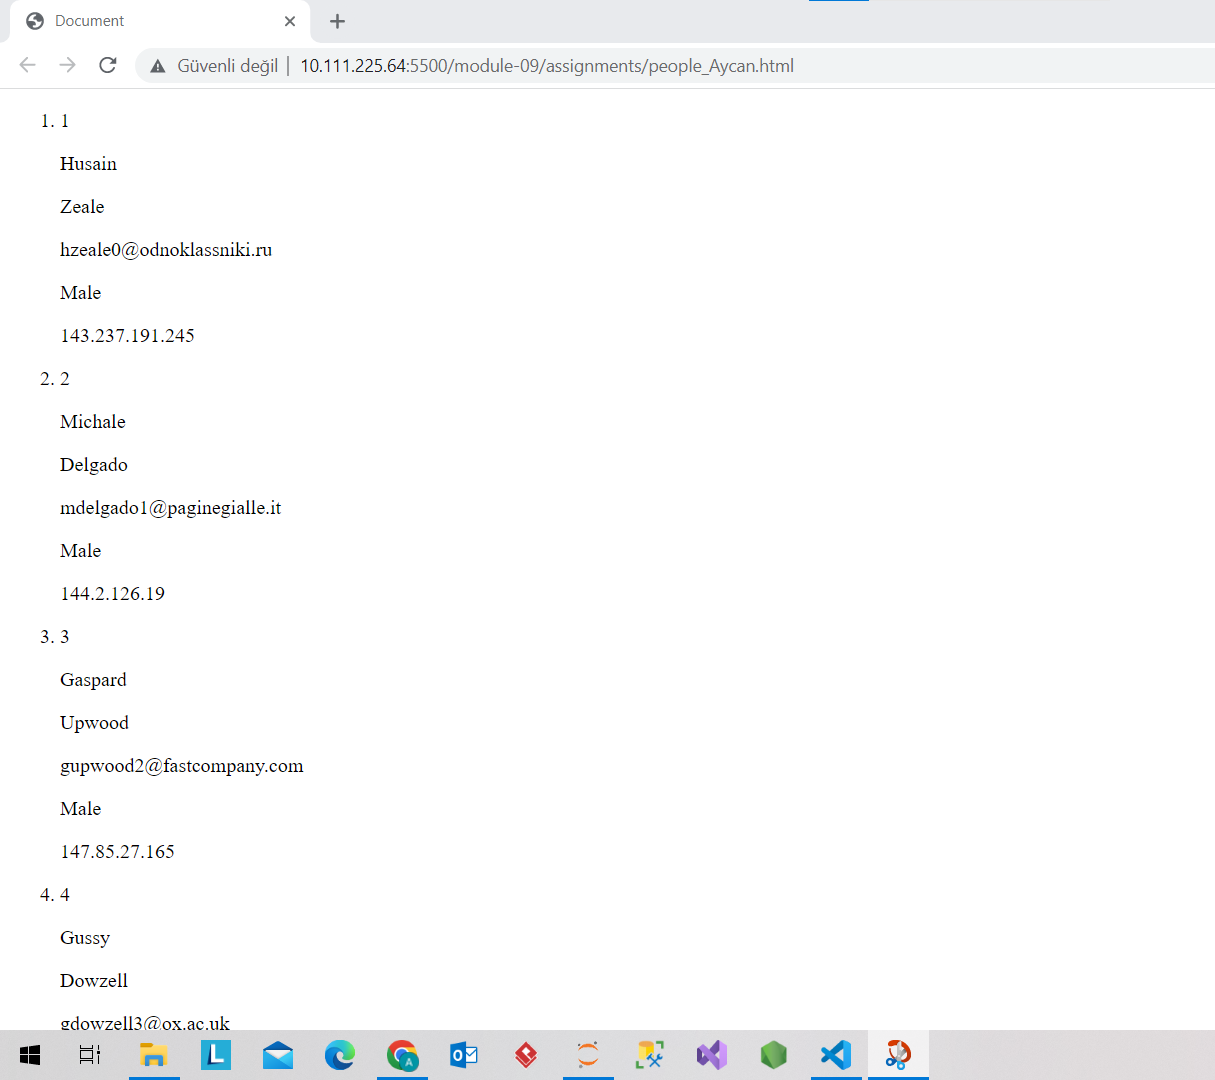 Document
Güvenli değil | 10.111.225.64:5500/module-09/assignments/people_Aycan.html
1. 1
Husain
Zeale
hzeale0@odnoklassniki.ru
Male
143.237.191.245
2. 2
Michale
Delgado
mdelgado1@paginegialle.it
Male
144.2.126.19
3. 3
Gaspard
Upwood
gupwood2@fastcompany.com
Male
147.85.27.165
4. 4
Gussy
Dowzell
gdowzell3@ox.ac.uk